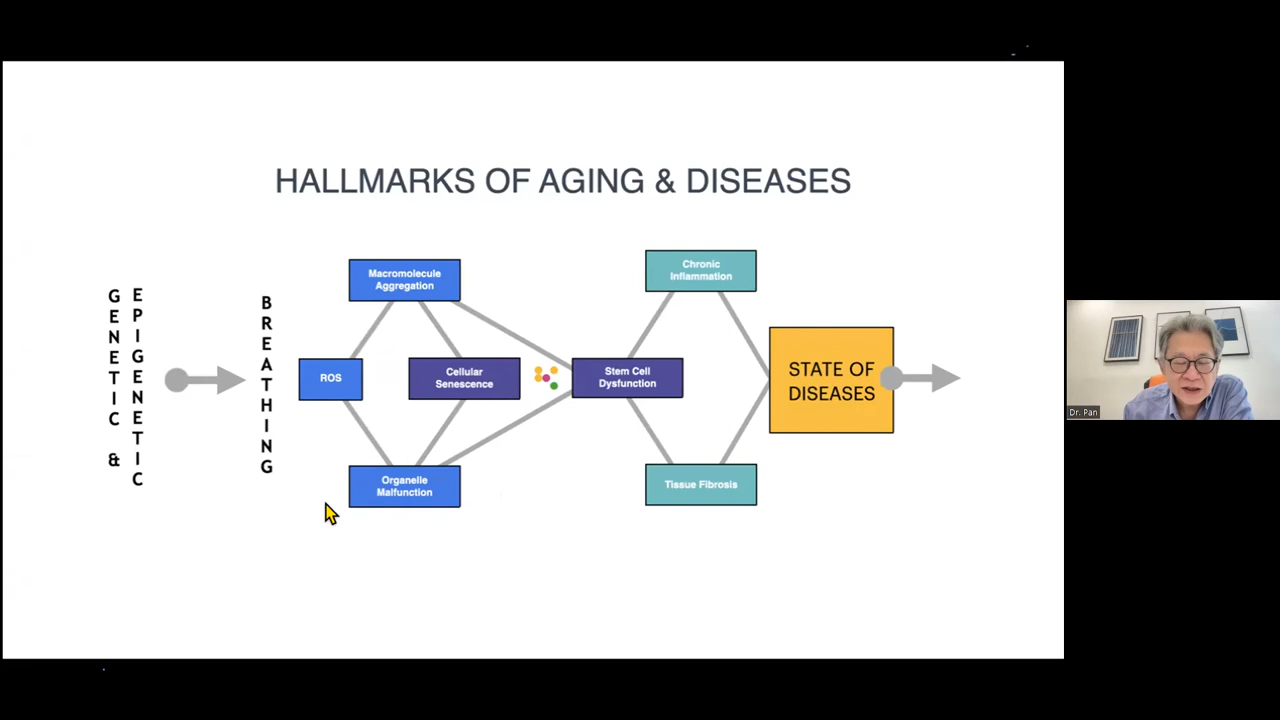 HALLMARKS OF AGING & DISEASES
GENETIC &
EPIGENETIC
BREATHING
Macromolecule
Aggregation
ROS
Cellular
Senescence
Organelle
Malfunction
Stem Cell
Dysfunction
Chronic
Inflammation
Tissue Fibrosis
STATE OF
DISEASES
Dr. Pan